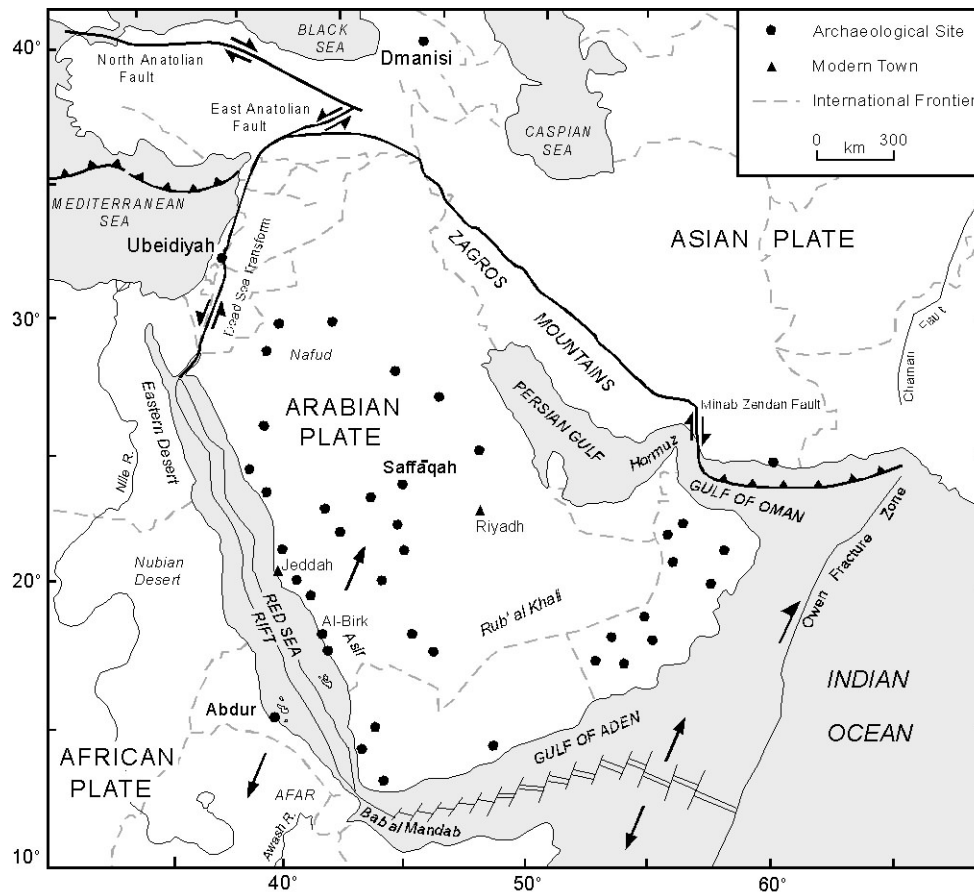 40°
30°
20°
10°
40°
50°
60°
BLACK
SEA
Dmanisi
North Anatolian
Fault
East Anatolian
Fault
CASPIAN
SEA
Archaeological Site
Modern Town
International Frontier
0 300
km
MEDITERRANEAN
SEA
Ubeidiyah
Dead Sea Transform
ZAGROS
MOUNTAINS
ASIAN PLATE
Chaman Fault
Nafud
ARABIAN
PLATE
PERSIAN GULF
Hormuz
Minab Zendan Fault
Eastern Desert
Nile R.
Saffāqah
Riyadh
GULF OF OMAN
Owen Fracture Zone
Nubian
Desert
Jeddah
RED SEA
RIFT
Al-Birk
Asir
Rub' al Khali
Abdur
AFRICAN
PLATE
AFAR
Awash R.
Bab al Mandab
GULF OF ADEN
INDIAN
OCEAN